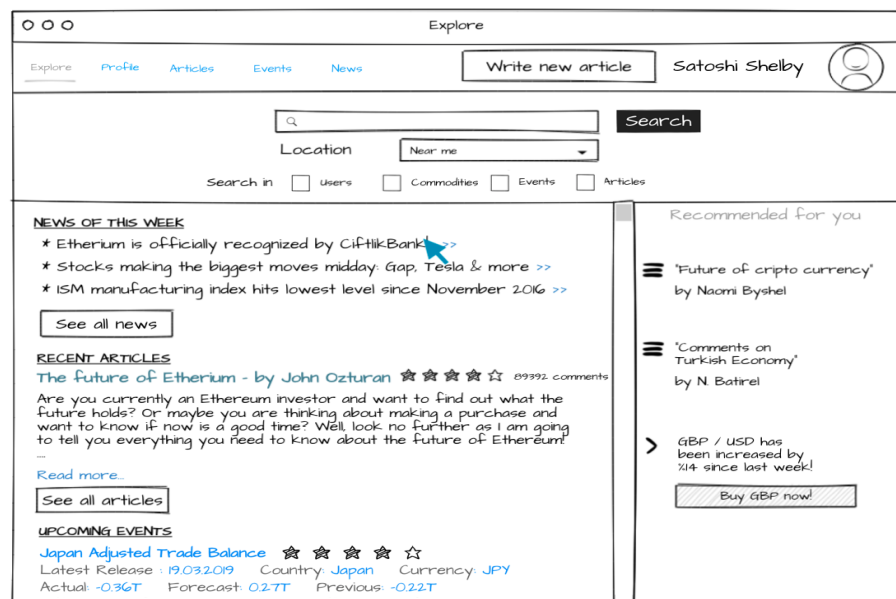 Explore
Explore Profile Articles Events News Write new article Satoshi Shelby
Search
Location Near me
Search in Users Commodities Events Articles
NEWS OF THIS WEEK
* Etherium is officially recognized by CiftlikBank! >>
* Stocks making the biggest moves midday: Gap, Tesla & more >>
* ISM manufacturing index hits lowest level since November 2016 >>
See all news
RECENT ARTICLES
The future of Etherium - by John Ozturan 89392 comments
Are you currently an Ethereum investor and want to find out what the
future holds? Or maybe you are thinking about making a purchase and
want to know if now is a good time? Well, look no further as I am going
to tell you everything you need to know about the future of Ethereum!
....
Read more...
See all articles
UPCOMING EVENTS
Japan Adjusted Trade Balance
Latest Release : 19.03.2019 Country: Japan Currency: JPY
Actual: -0.36T Forecast: 0.27T Previous: -0.22T
Recommended for you
"Future of cripto currency"
by Naomi Byshel
"Comments on
Turkish Economy"
by N. Batirel
GBP / USD has
been increased by
%14 since last week!
Buy GBP now!